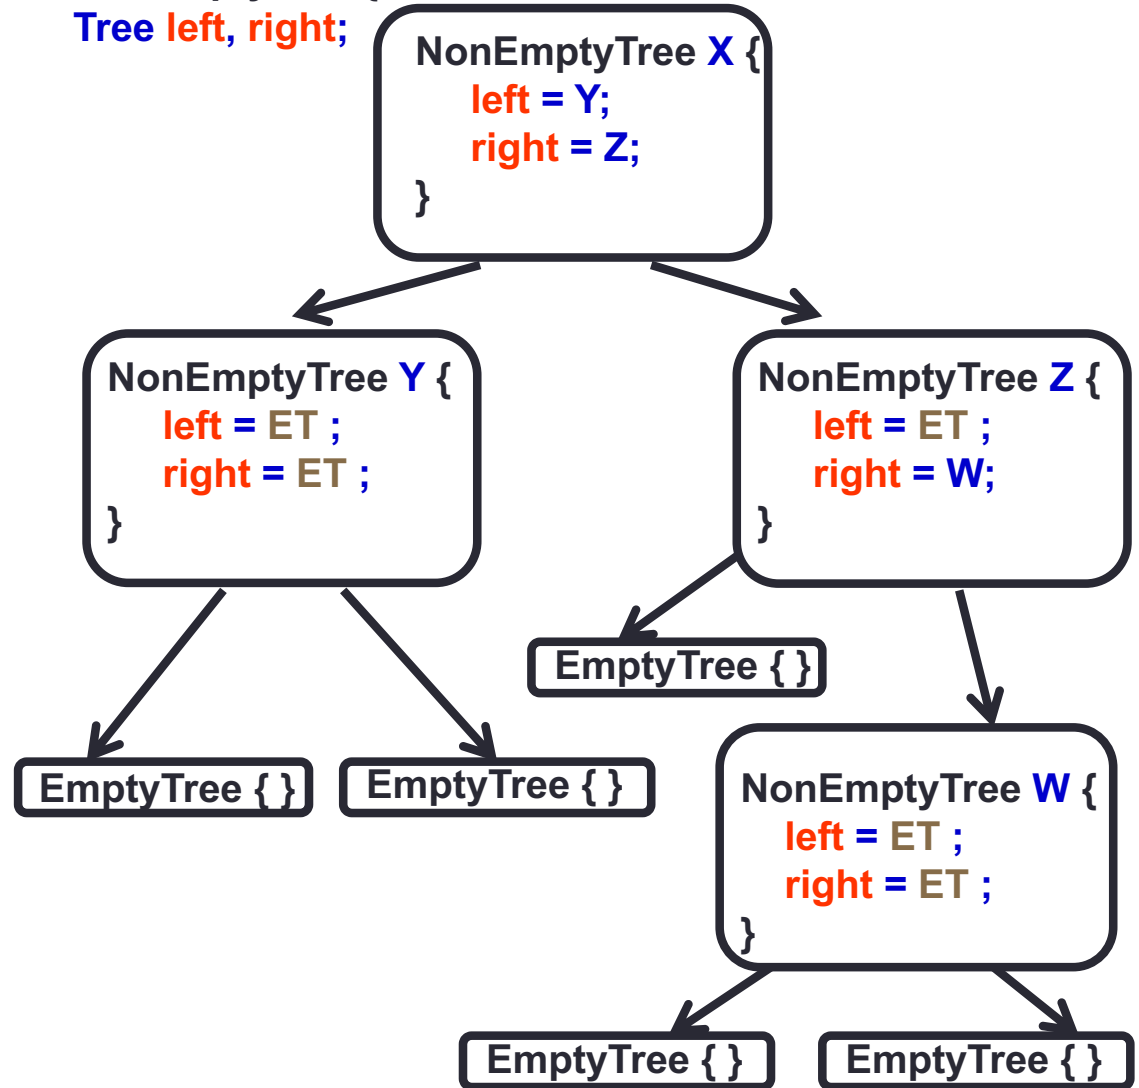 Tree left, right;
NonEmptyTree X {
left = Y;
right = Z;
}
NonEmptyTree Y {
left = ET ;
right = ET ;
}
NonEmptyTree Z {
left = ET ;
right = W;
}
EmptyTree { }
EmptyTree { }
EmptyTree { }
NonEmptyTree W {
left = ET ;
right = ET ;
}
EmptyTree { }
EmptyTree { }